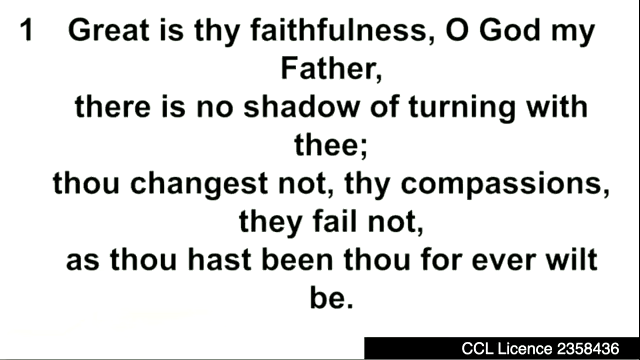 1 Great is thy faithfulness, O God my
Father,
there is no shadow of turning with
thee;
thou changest not, thy compassions,
they fail not,
as thou hast been thou for ever wilt
be.
CCL Licence 2358436